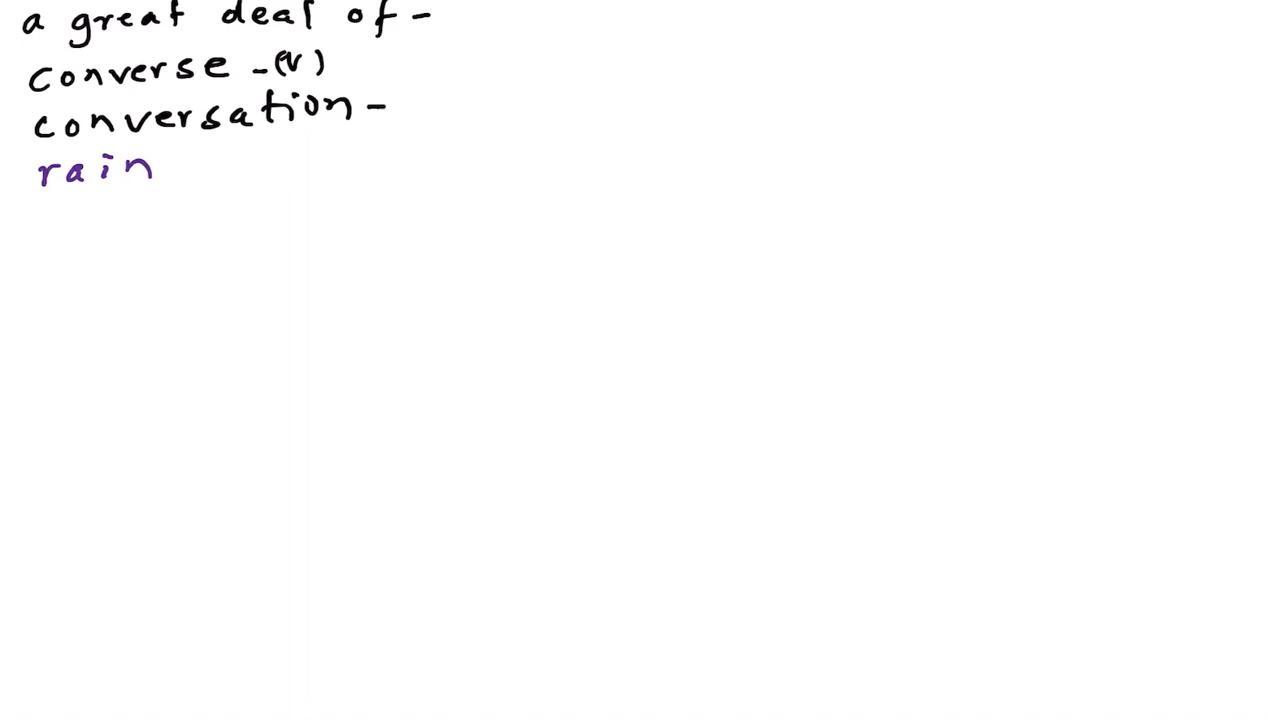 a great deal of -
converse - (v)
conversation -
rain